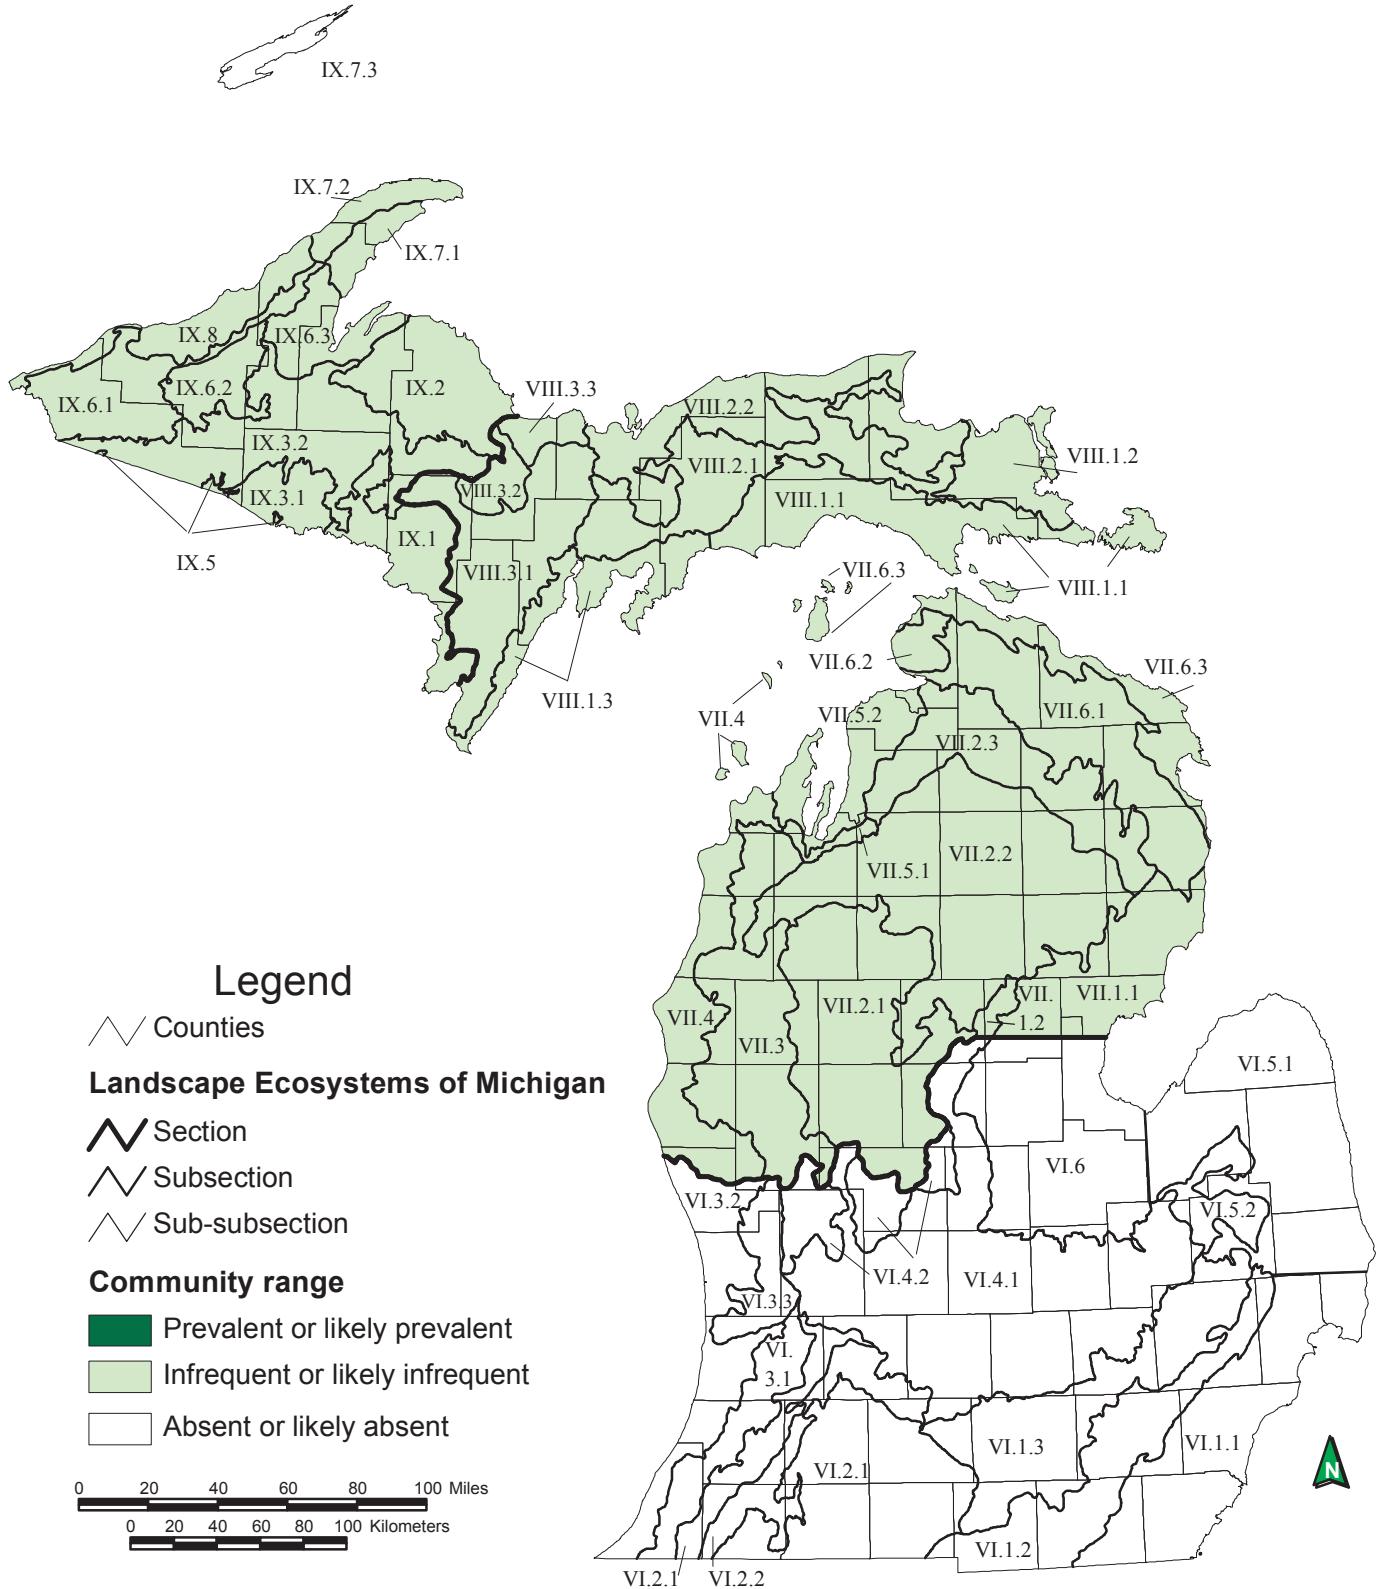 IX.7.3
IX.7.2
IX.7.1
IX.8
IX.6.3
IX.6.1
IX.6.2
IX.2
VIII.3.3
VIII.2.2
IX.3.2
VIII.2.1
VIII.1.2
IX.3.1
VIII.3.2
VIII.1.1
IX.1
IX.5
VIII.3.1
VII.6.3
VIII.1.1
VII.6.2
VII.6.3
VIII.1.3
VII.4
VII.5.2
VII.6.1
VII.2.3
VII.5.1
VII.2.2
VII.4
VII.3
VII.2.1
VII.
1.2
VII.1.1
VI.5.1
VI.6
VI.3.2
VI.5.2
VI.4.2
VI.4.1
VI.3.3
VI.
3.1
VI.1.3
VI.1.1
VI.2.1
VI.1.2
VI.2.1
VI.2.2
Legend
Counties
Landscape Ecosystems of Michigan
Section
Subsection
Sub-subsection
Community range
Prevalent or likely prevalent
Infrequent or likely infrequent
Absent or likely absent
0 20 40 60 80 100 Miles
0 20 40 60 80 100 Kilometers
N